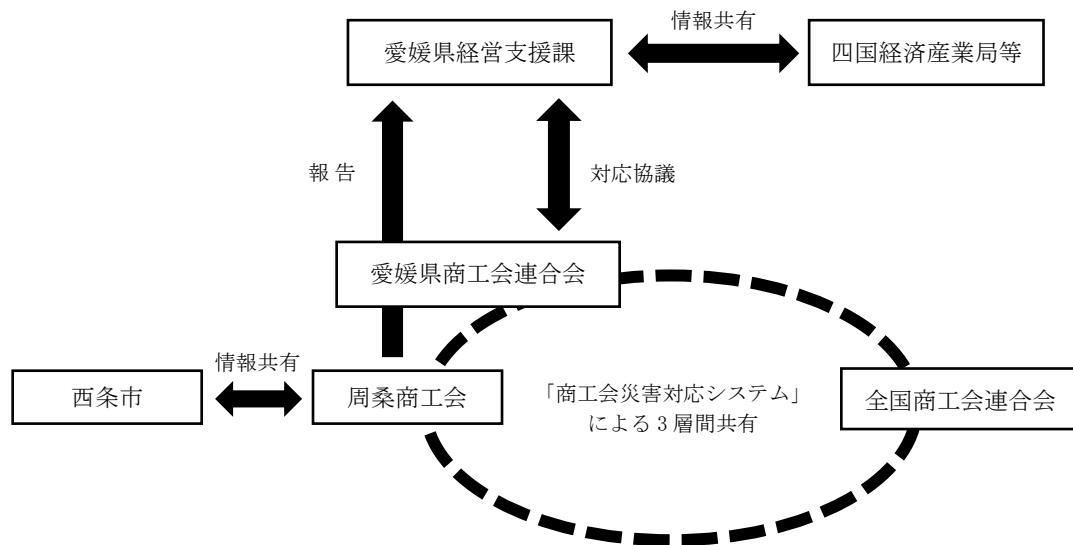 情報共有
愛媛県経営支援課
四国経済産業局等
報 告
対応協議
愛媛県商工会連合会
情報共有
西条市
周桑商工会
「商工会災害対応システム」
による 3 層間共有
全国商工会連合会